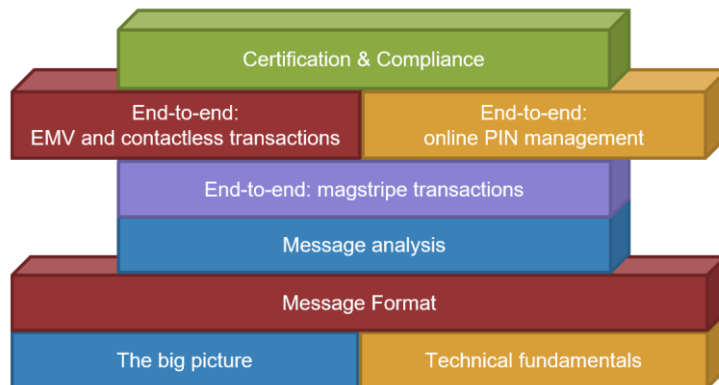 Certification & Compliance
End-to-end:
EMV and contactless transactions
End-to-end:
online PIN management
End-to-end: magstripe transactions
Message analysis
Message Format
The big picture
Technical fundamentals